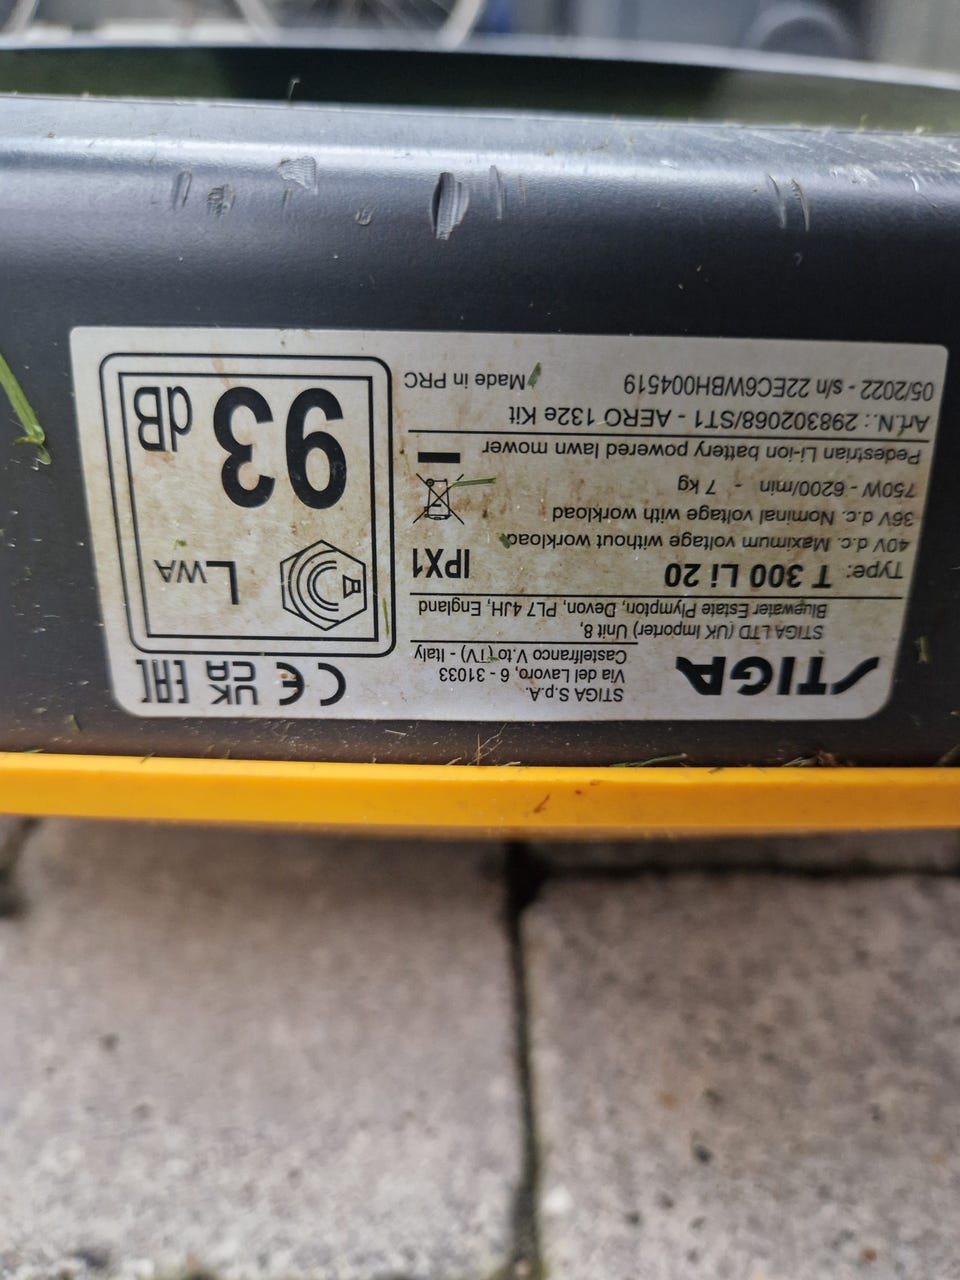 STIGA
STIGA S.p.A.
Via del Lavoro, 6 - 31033
Castelfranco V.to (TV) - Italy
STIGA LTD (UK Importer) Unit 8,
Bluewater Estate Plympton, Devon, PL7 4JH, England
Type: T 300 Li 20 IPX1
40V d.c. Maximum voltage without workload
36V d.c. Nominal voltage with workload
750W - 6200/min - 7 kg
Pedestrian Li-ion battery powered lawn mower
Art.N.: 298302068/ST1 - AERO 132e Kit
05/2022 - s/n 22EC6WBH004519 Made in PRC
CE UK CA EAC
LWA
93 dB